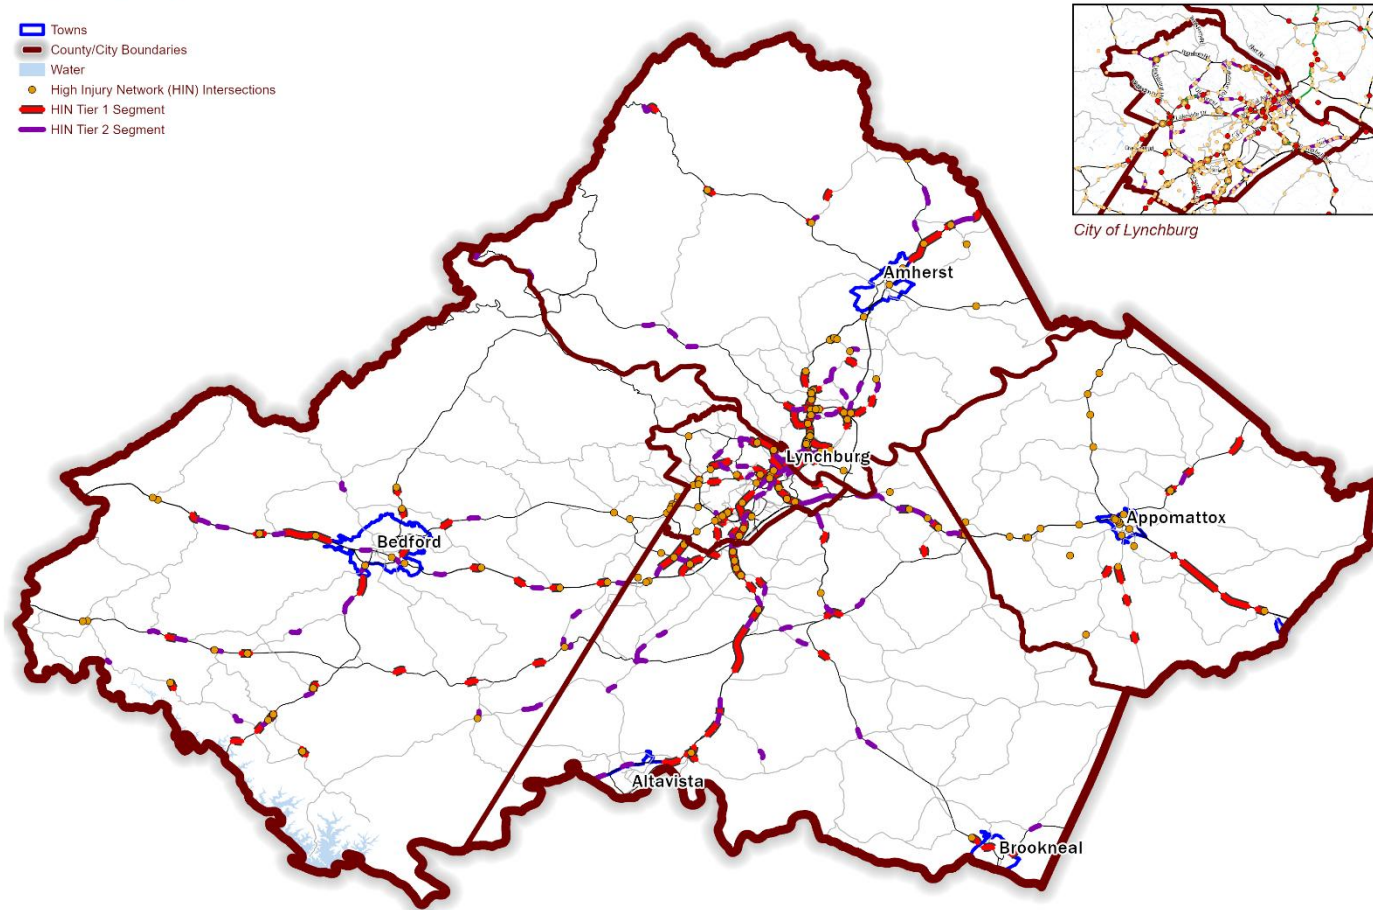 Towns
County/City Boundaries
Water
High Injury Network (HIN) Intersections
HIN Tier 1 Segment
HIN Tier 2 Segment
City of Lynchburg
Amherst
Lynchburg
Appomattox
Bedford
Altavista
Brookneal